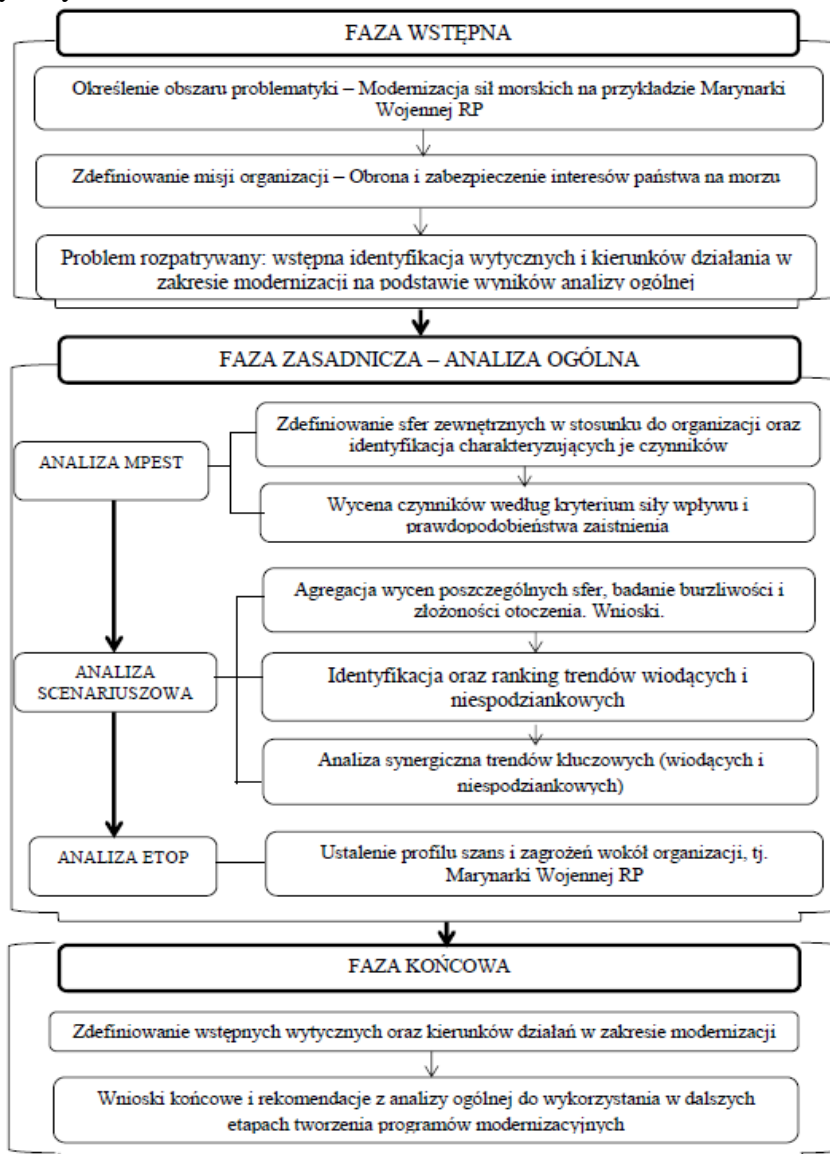 FAZA WSTĘPNA
Określenie obszaru problematyki – Modernizacja sił morskich na przykładzie Marynarki
Wojennej RP
Zdefiniowanie misji organizacji – Obrona i zabezpieczenie interesów państwa na morzu
Problem rozpatrywany: wstępna identyfikacja wytycznych i kierunków działania w
zakresie modernizacji na podstawie wyników analizy ogólnej
FAZA ZASADNICZA – ANALIZA OGÓLNA
ANALIZA MPEST
Zdefiniowanie sfer zewnętrznych w stosunku do organizacji oraz
identyfikacja charakteryzujących je czynników
Wycena czynników według kryterium siły wpływu i
prawdopodobieństwa zaistnienia
ANALIZA
SCENARIUSZOWA
Agregacja wycen poszczególnych sfer, badanie burzliwości i
złożoności otoczenia. Wnioski.
Identyfikacja oraz ranking trendów wiodących i
niespodziankowych
Analiza synergiczna trendów kluczowych (wiodących i
niespodziankowych)
ANALIZA ETOP
Ustalenie profilu szans i zagrożeń wokół organizacji, tj.
Marynarki Wojennej RP
FAZA KOŃCOWA
Zdefiniowanie wstępnych wytycznych oraz kierunków działań w zakresie modernizacji
Wnioski końcowe i rekomendacje z analizy ogólnej do wykorzystania w dalszych
etapach tworzenia programów modernizacyjnych